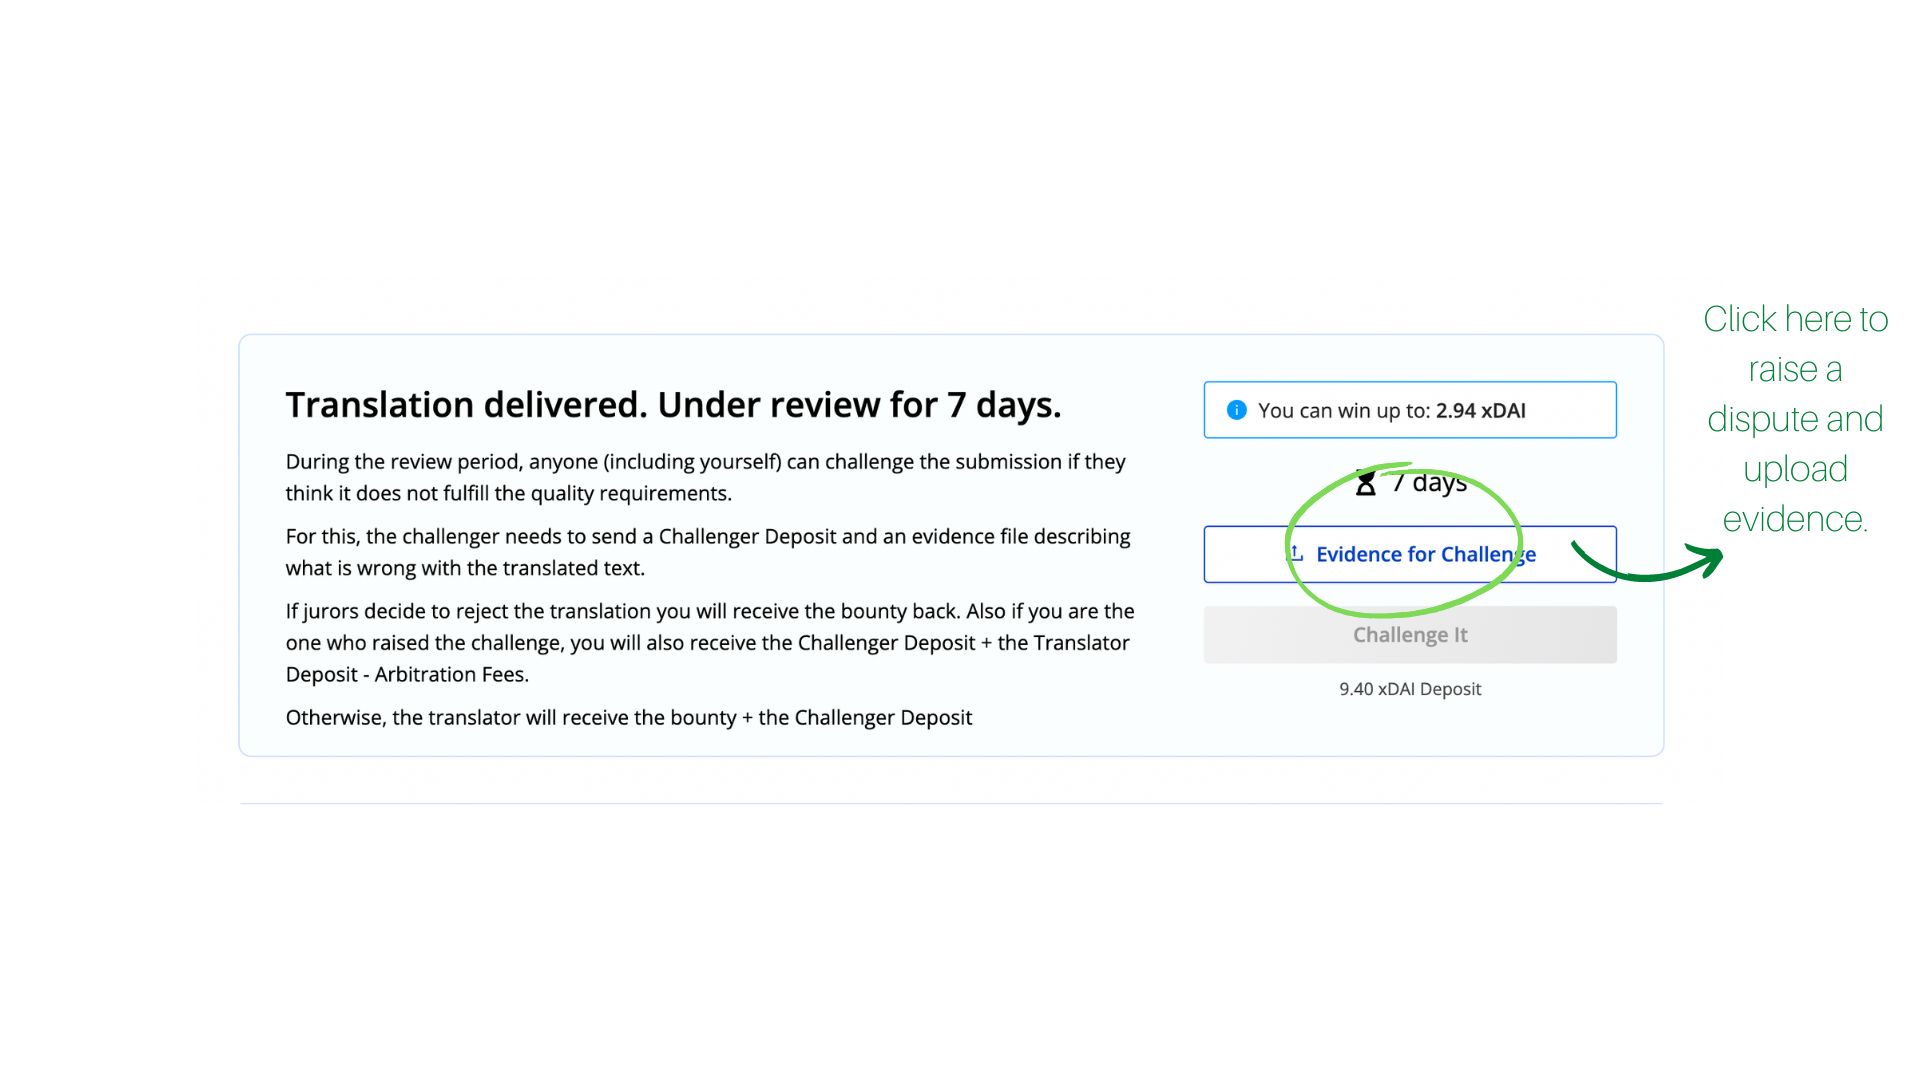 Translation delivered. Under review for 7 days.
During the review period, anyone (including yourself) can challenge the submission if they
think it does not fulfill the quality requirements.
For this, the challenger needs to send a Challenger Deposit and an evidence file describing
what is wrong with the translated text.
If jurors decide to reject the translation you will receive the bounty back. Also if you are the
one who raised the challenge, you will also receive the Challenger Deposit + the Translator
Deposit - Arbitration Fees.
Otherwise, the translator will receive the bounty + the Challenger Deposit
You can win up to: 2.94 xDAI
7 days
Evidence for Challenge
Challenge It
9.40 xDAI Deposit
Click here to
raise a
dispute and
upload
evidence.